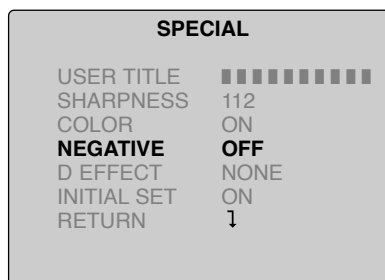 SPECIAL
USER TITLE ▮▮▮▮▮▮▮▮▮▮
SHARPNESS 112
COLOR ON
NEGATIVE OFF
D EFFECT NONE
INITIAL SET ON
RETURN ↴